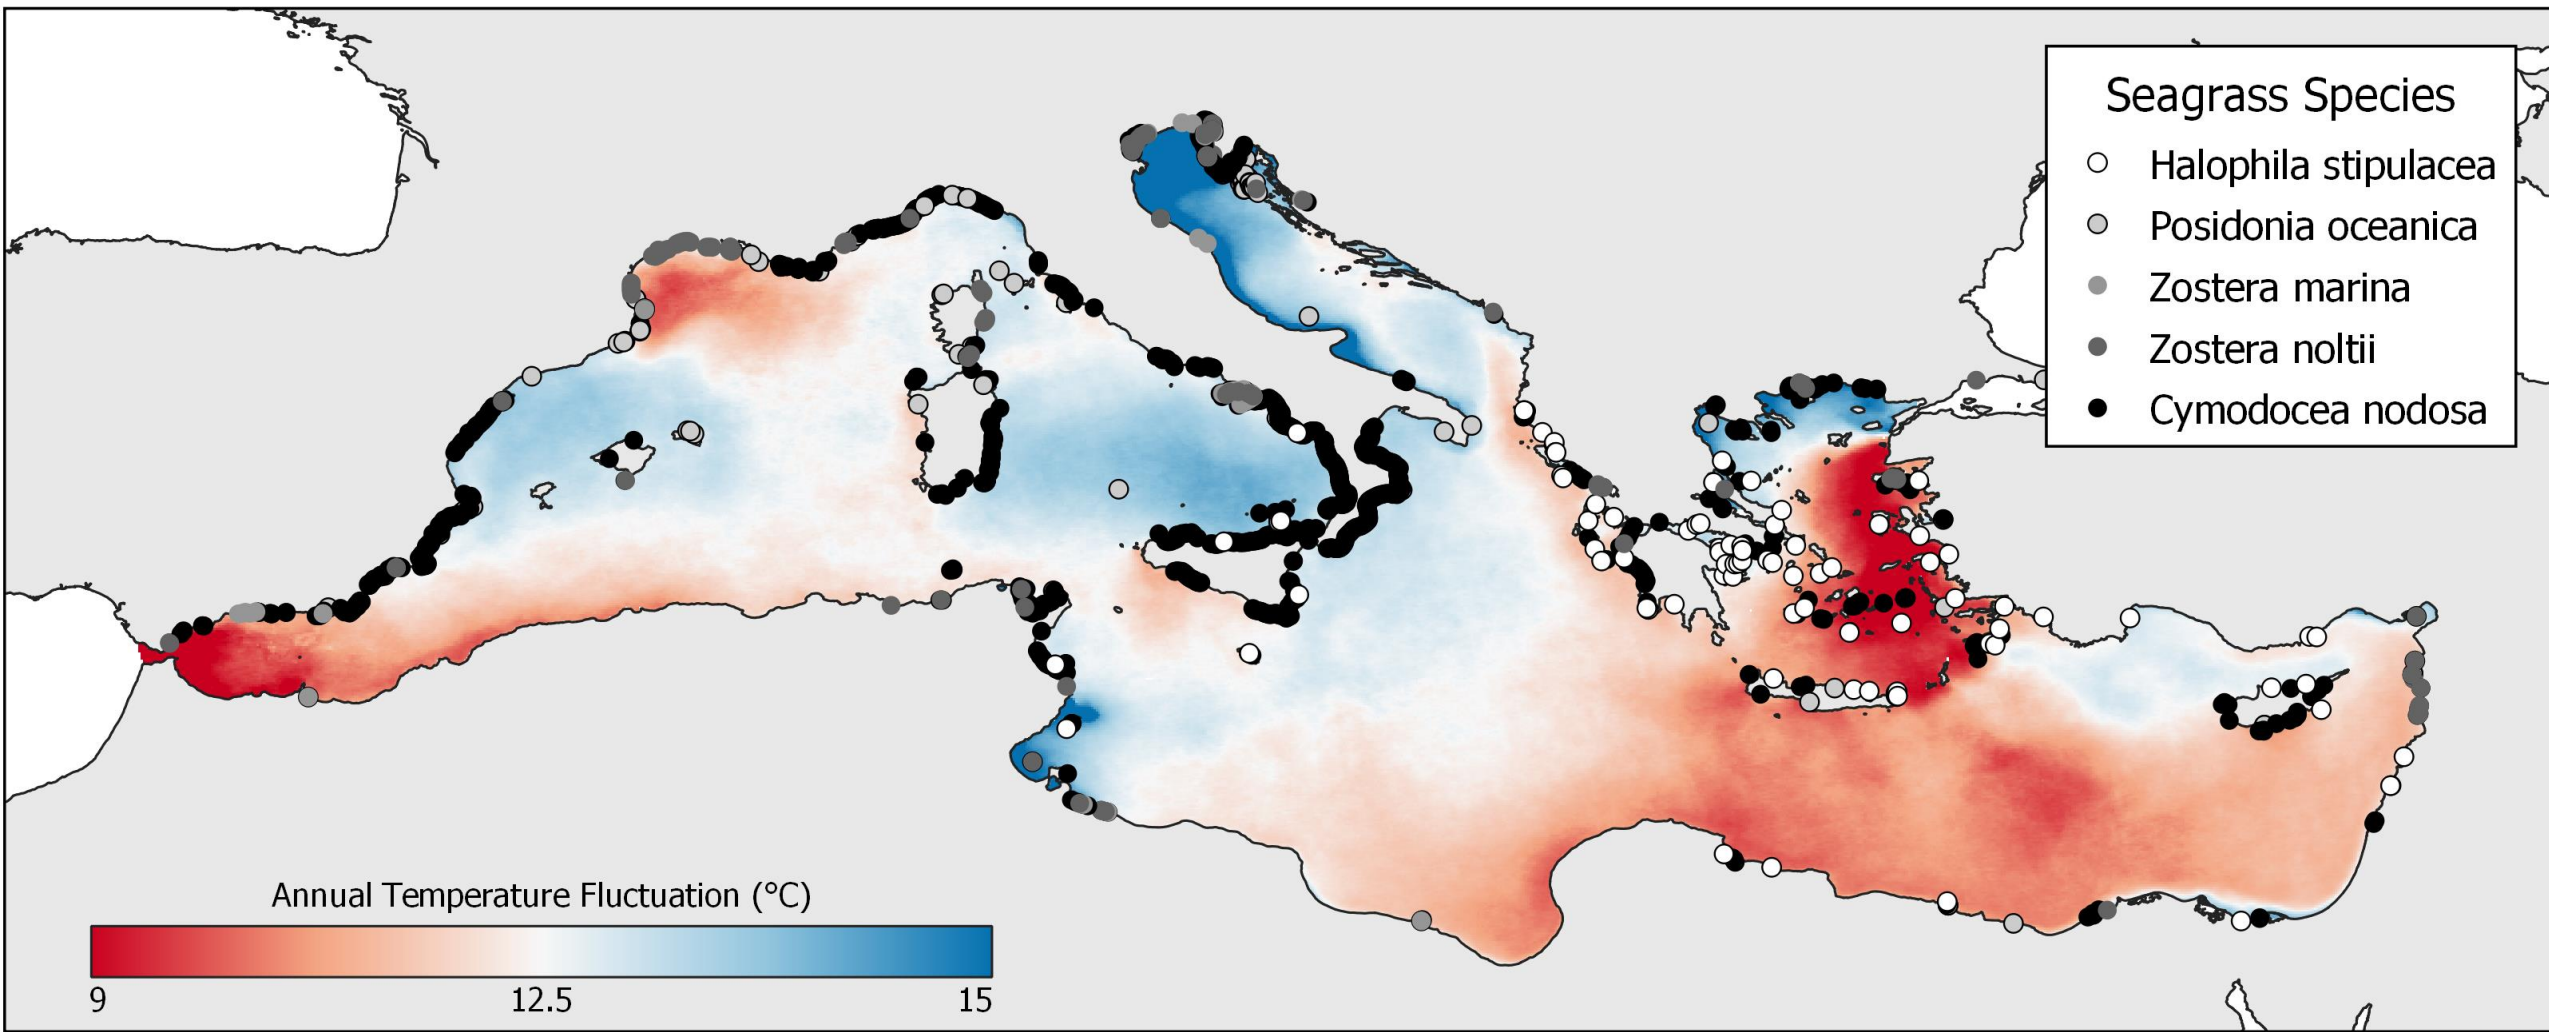 Seagrass Species
Halophila stipulacea
Posidonia oceanica
Zostera marina
Zostera noltii
Cymodocea nodosa
Annual Temperature Fluctuation (°C)
9 12.5 15